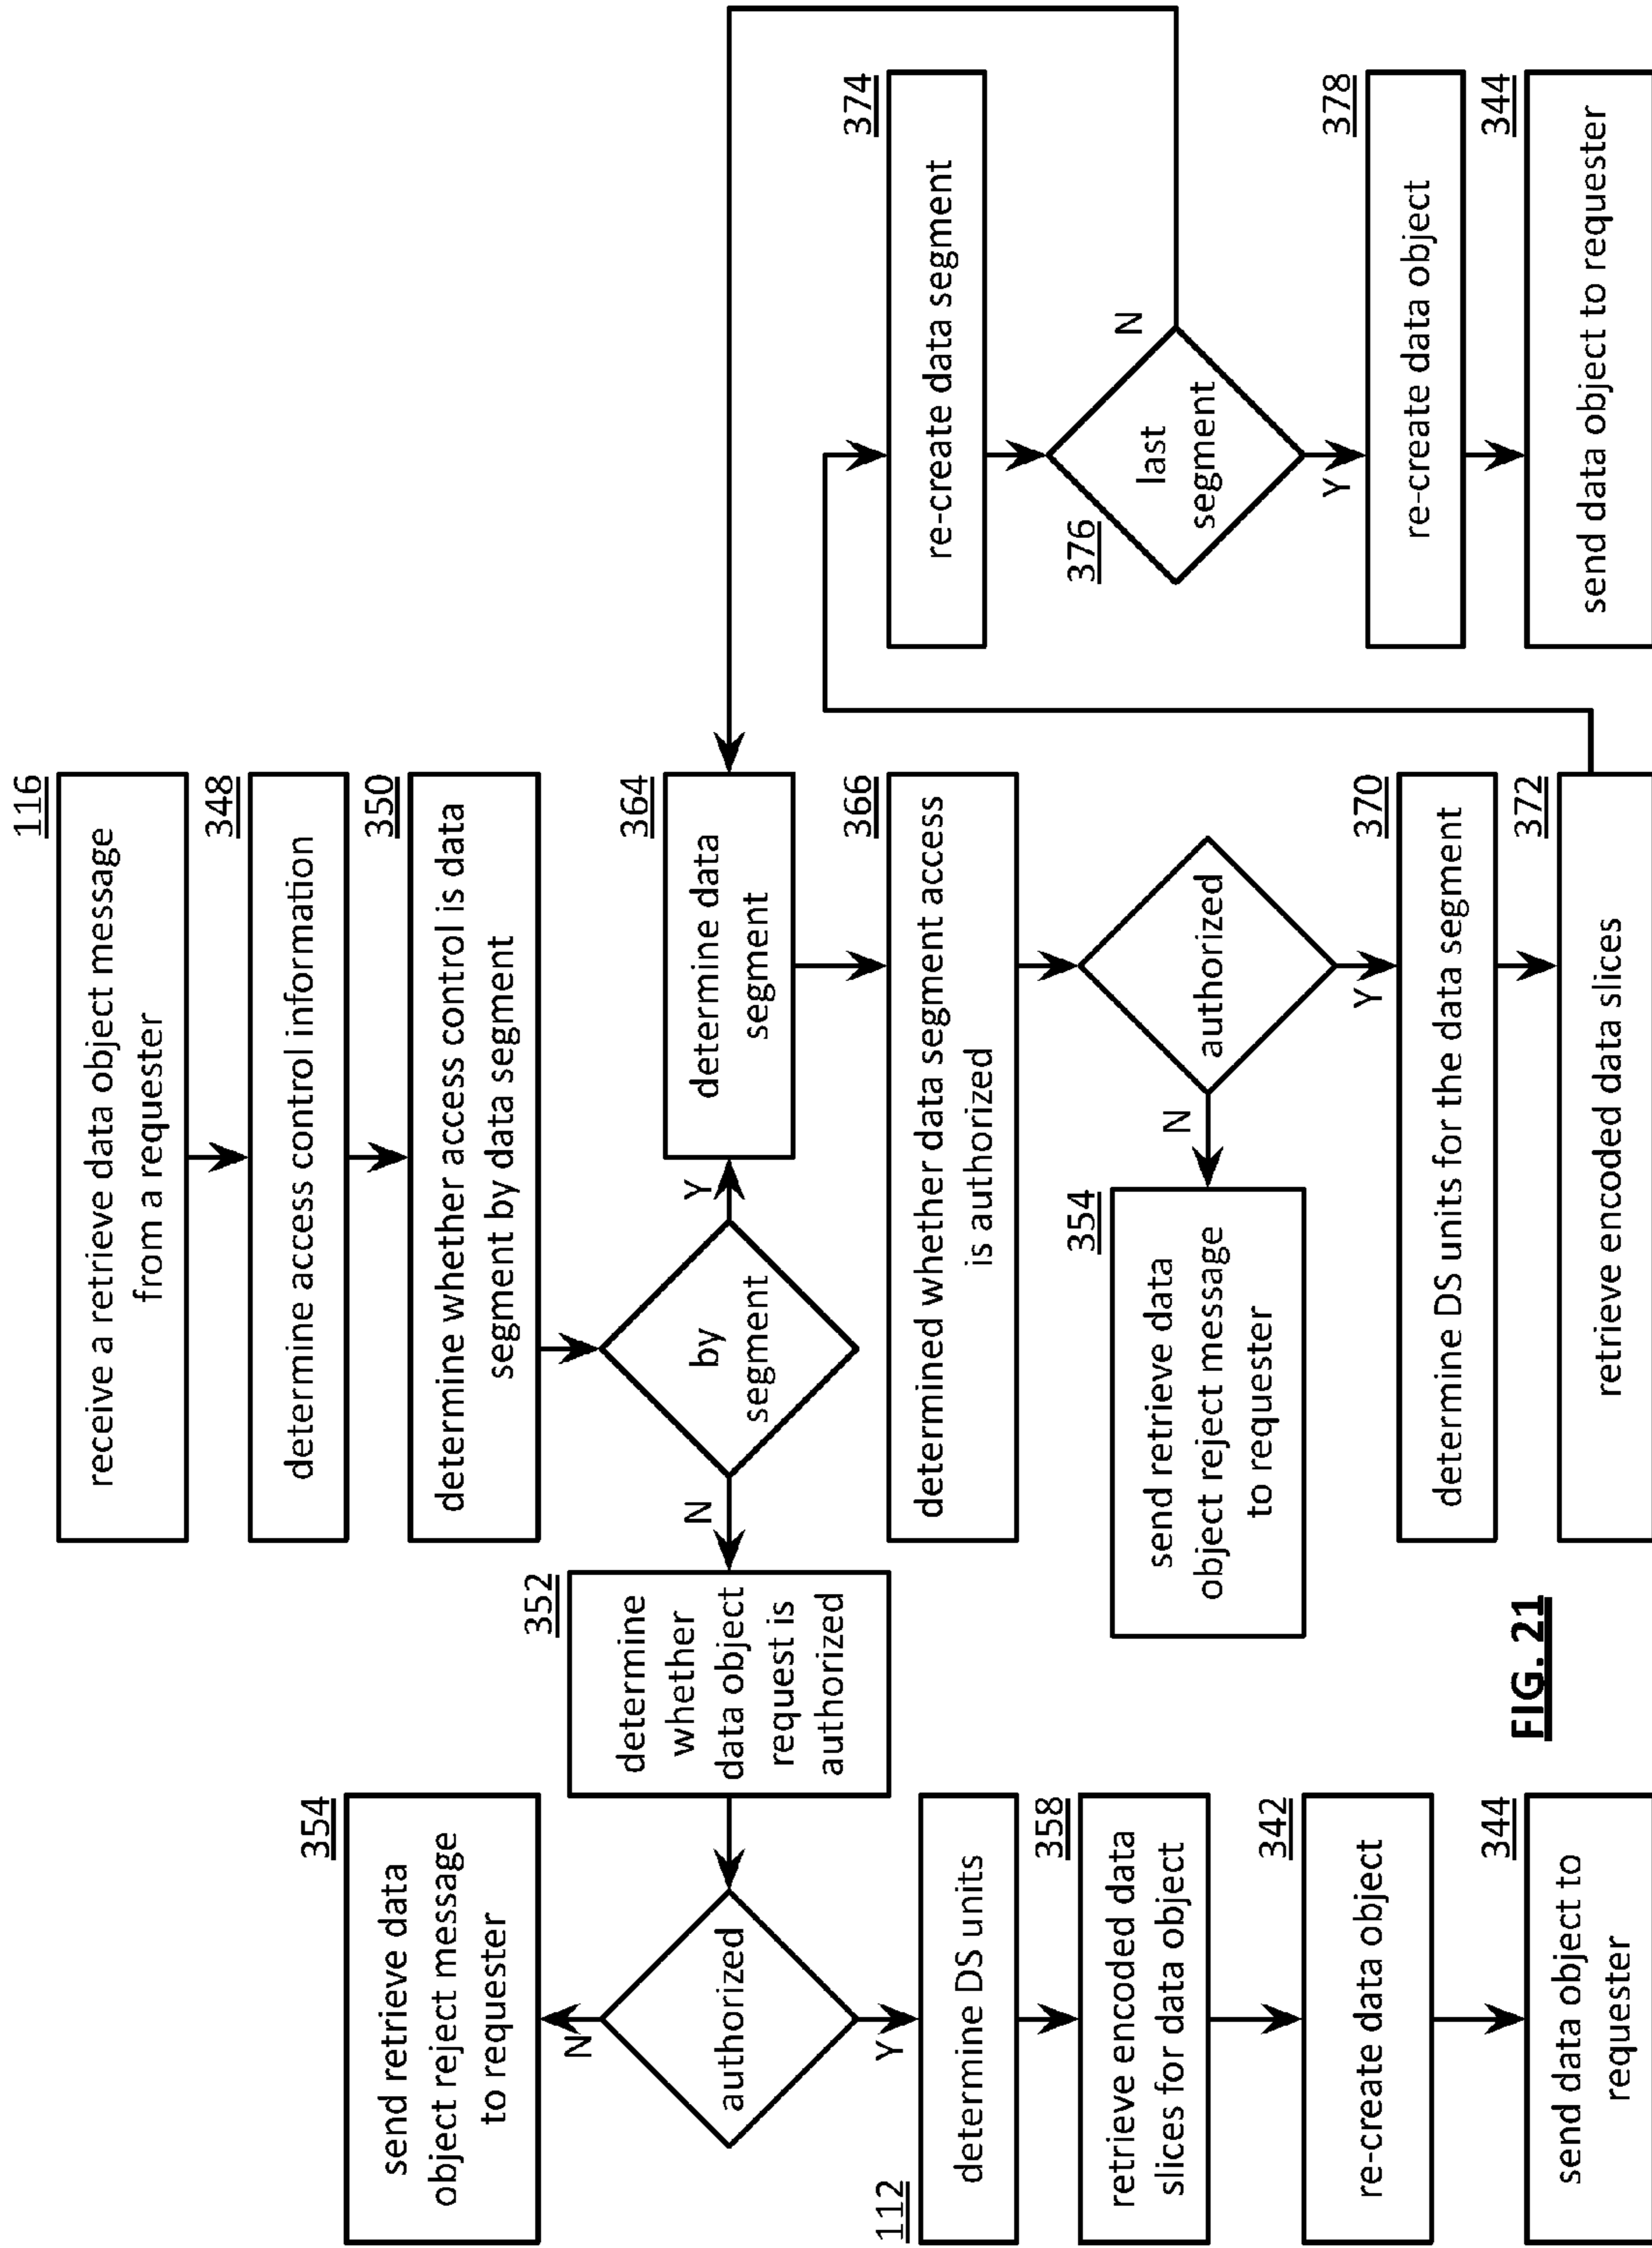 116
receive a retrieve data object message
from a requester
348
determine access control information
350
determine whether access control is data
segment by data segment
by
segment
N
Y
352
determine
whether
data object
request is
authorized
authorized
N
Y
354
send retrieve data
object reject message
to requester
112
determine DS units
358
retrieve encoded data
slices for data object
342
re-create data object
344
send data object to
requester
364
determine data
segment
366
determined whether data segment access
is authorized
authorized
N
Y
354
send retrieve data
object reject message
to requester
370
determine DS units for the data segment
372
retrieve encoded data slices
374
re-create data segment
376
last
segment
N
Y
378
re-create data object
344
send data object to requester
FIG. 21